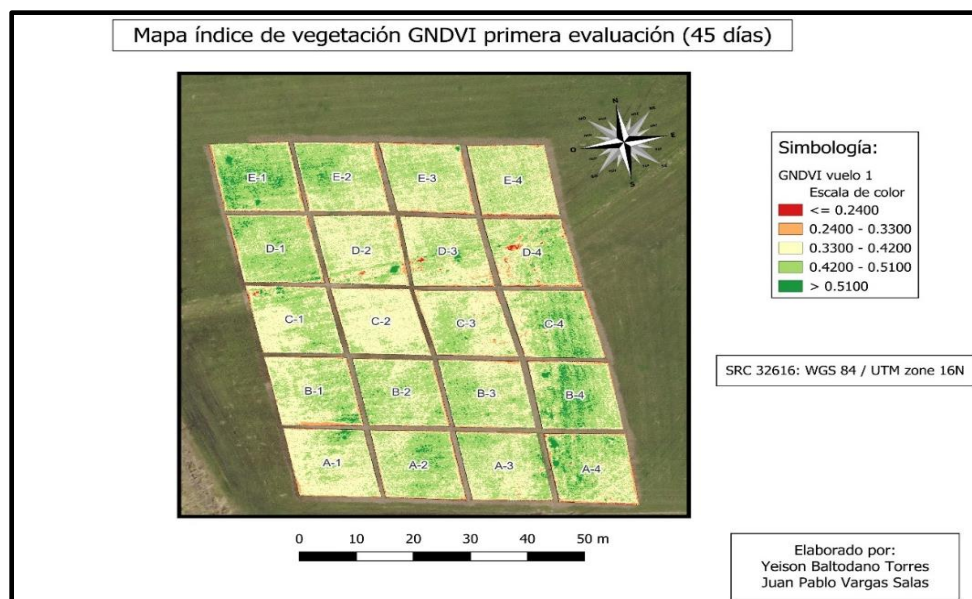 Mapa índice de vegetación GNDVI primera evaluación (45 días)
N
E
S
O
E-1 E-2 E-3 E-4
D-1 D-2 D-3 D-4
C-1 C-2 C-3 C-4
B-1 B-2 B-3 B-4
A-1 A-2 A-3 A-4
Simbología:
GNDVI vuelo 1
Escala de color
<= 0.2400
0.2400 - 0.3300
0.3300 - 0.4200
0.4200 - 0.5100
> 0.5100
SRC 32616: WGS 84 / UTM zone 16N
0 10 20 30 40 50 m
Elaborado por:
Yeison Baltodano Torres
Juan Pablo Vargas Salas